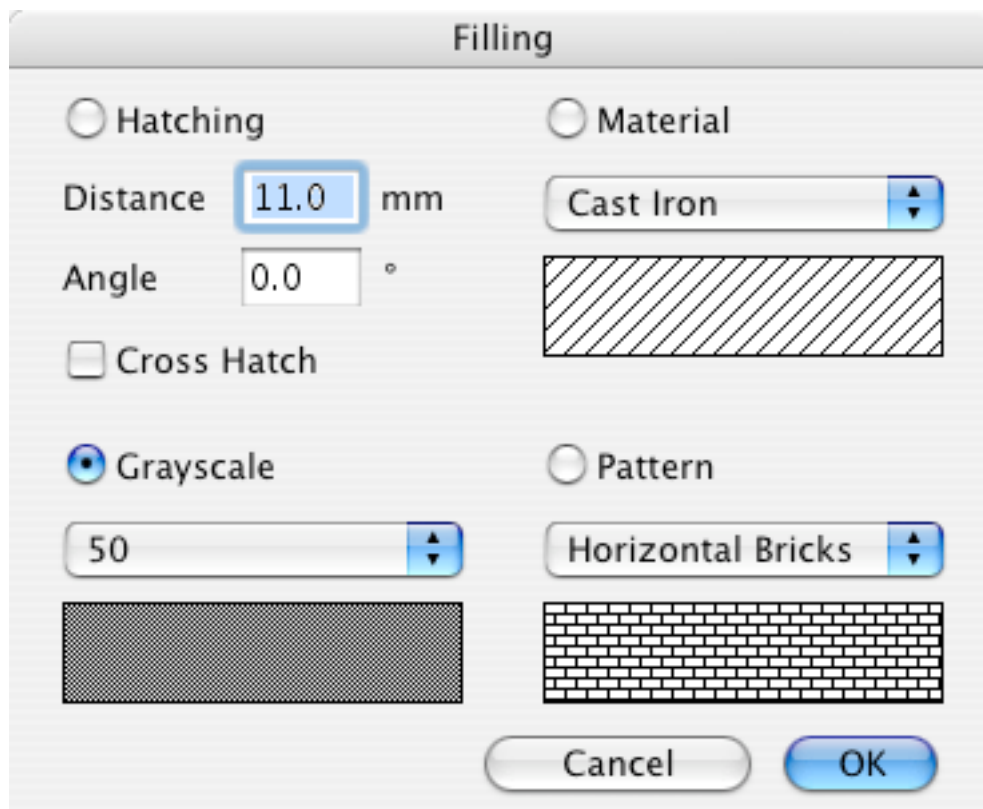 Filling
Hatching
Distance 11.0 mm
Angle 0.0 °
Cross Hatch
Material
Cast Iron
Grayscale
50
Pattern
Horizontal Bricks
Cancel
OK